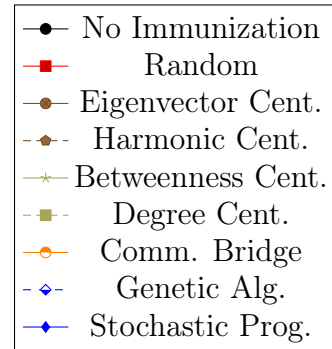 No Immunization
Random
Eigenvector Cent.
Harmonic Cent.
Betweenness Cent.
Degree Cent.
Comm. Bridge
Genetic Alg.
Stochastic Prog.